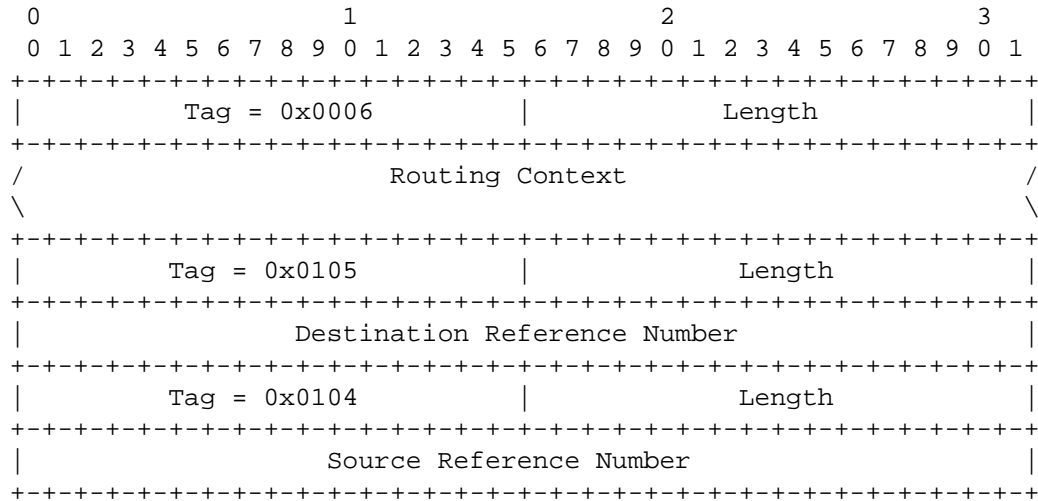 0                   1                   2                   3
 0 1 2 3 4 5 6 7 8 9 0 1 2 3 4 5 6 7 8 9 0 1 2 3 4 5 6 7 8 9 0 1
+-+-+-+-+-+-+-+-+-+-+-+-+-+-+-+-+-+-+-+-+-+-+-+-+-+-+-+-+-+-+-+-+
|          Tag = 0x0006         |            Length             |
+-+-+-+-+-+-+-+-+-+-+-+-+-+-+-+-+-+-+-+-+-+-+-+-+-+-+-+-+-+-+-+-+
/                       Routing Context                         /
\                                                               \
+-+-+-+-+-+-+-+-+-+-+-+-+-+-+-+-+-+-+-+-+-+-+-+-+-+-+-+-+-+-+-+-+
|         Tag = 0x0105          |             Length            |
+-+-+-+-+-+-+-+-+-+-+-+-+-+-+-+-+-+-+-+-+-+-+-+-+-+-+-+-+-+-+-+-+
|                 Destination Reference Number                  |
+-+-+-+-+-+-+-+-+-+-+-+-+-+-+-+-+-+-+-+-+-+-+-+-+-+-+-+-+-+-+-+-+
|         Tag = 0x0104          |             Length            |
+-+-+-+-+-+-+-+-+-+-+-+-+-+-+-+-+-+-+-+-+-+-+-+-+-+-+-+-+-+-+-+-+
|                   Source Reference Number                     |
+-+-+-+-+-+-+-+-+-+-+-+-+-+-+-+-+-+-+-+-+-+-+-+-+-+-+-+-+-+-+-+-+